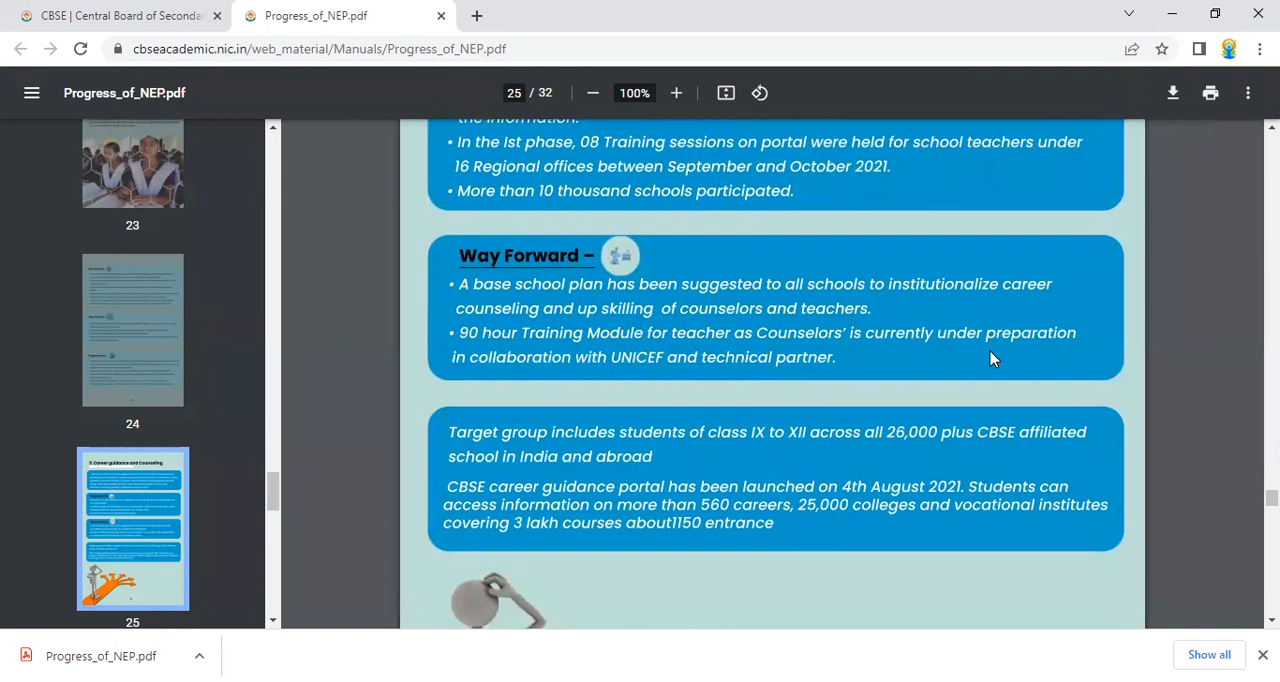 CBSE | Central Board of Seconda
Progress_of_NEP.pdf
cbseacademic.nic.in/web_material/Manuals/Progress_of_NEP.pdf
Progress_of_NEP.pdf
25 / 32
100%
23
24
9. Career guidance and Counseling
25
the information.
• In the Ist phase, 08 Training sessions on portal were held for school teachers under
16 Regional offices between September and October 2021.
• More than 10 thousand schools participated.
Way Forward –
• A base school plan has been suggested to all schools to institutionalize career
counseling and up skilling of counselors and teachers.
• 90 hour Training Module for teacher as Counselors’ is currently under preparation
in collaboration with UNICEF and technical partner.
Target group includes students of class IX to XII across all 26,000 plus CBSE affiliated
school in India and abroad
CBSE career guidance portal has been launched on 4th August 2021. Students can
access information on more than 560 careers, 25,000 colleges and vocational institutes
covering 3 lakh courses about1150 entrance
Progress_of_NEP.pdf
Show all